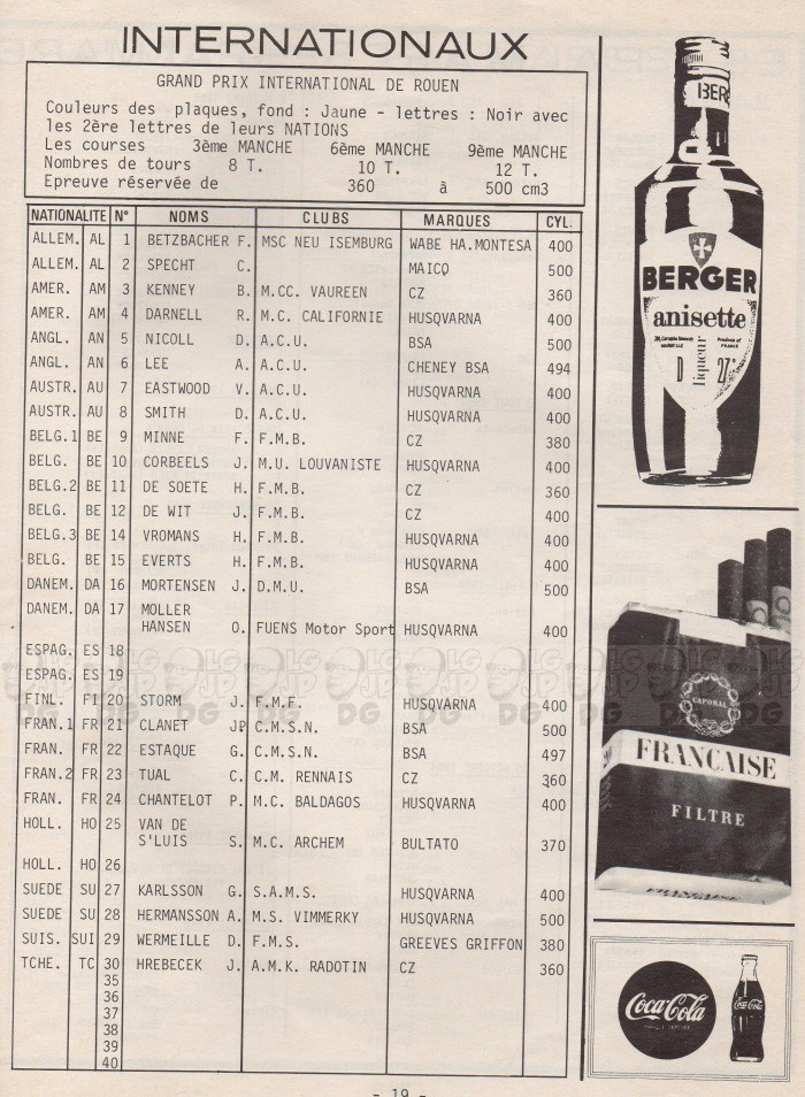 INTERNATIONAUX
GRAND PRIX INTERNATIONAL DE ROUEN
Couleurs des plaques, fond : Jaune - lettres : Noir avec
les 2ère lettres de leurs NATIONS
Les courses 3ème MANCHE 6ème MANCHE 9ème MANCHE
Nombres de tours 8 T. 10 T. 12 T.
Epreuve réservée de 360 à 500 cm3
NATIONALITE N° NOMS CLUBS MARQUES CYL.
ALLEM. AL 1 BETZBACHER F. MSC NEU ISEMBURG WABE HA.MONTESA 400
ALLEM. AL 2 SPECHT C. MAICO 500
AMER. AM 3 KENNEY B. M.CC. VAUREEN CZ 360
AMER. AM 4 DARNELL R. M.C. CALIFORNIE HUSQVARNA 400
ANGL. AN 5 NICOLL D. A.C.U. BSA 500
ANGL. AN 6 LEE A. A.C.U. CHENEY BSA 494
AUSTR. AU 7 EASTWOOD V. A.C.U. HUSQVARNA 400
AUSTR. AU 8 SMITH D. A.C.U. HUSQVARNA 400
BELG.1 BE 9 MINNE F. F.M.B. CZ 380
BELG. BE 10 CORBEELS J. M.U. LOUVANISTE HUSQVARNA 400
BELG.2 BE 11 DE SOETE H. F.M.B. CZ 360
BELG. BE 12 DE WIT J. F.M.B. CZ 400
BELG.3 BE 14 VROMANS H. F.M.B. HUSQVARNA 400
BELG. BE 15 EVERTS H. F.M.B. HUSQVARNA 400
DANEM. DA 16 MORTENSEN J. D.M.U. BSA 500
DANEM. DA 17 MOLLER
HANSEN O. FUENS Motor Sport HUSQVARNA 400
ESPAG. ES 18
ESPAG. ES 19
FINL. FI 20 STORM J. F.M.F. HUSQVARNA 400
FRAN.1 FR 21 CLANET JP C.M.S.N. BSA 500
FRAN. FR 22 ESTAQUE G. C.M.S.N. BSA 497
FRAN.2 FR 23 TUAL C. C.M. RENNAIS CZ 360
FRAN. FR 24 CHANTELOT P. M.C. BALDAGOS HUSQVARNA 400
HOLL. HO 25 VAN DE
S'LUIS S. M.C. ARCHEM BULTATO 370
HOLL. HO 26
SUEDE SU 27 KARLSSON G. S.A.M.S. HUSQVARNA 400
SUEDE SU 28 HERMANSSON A. M.S. VIMMERKY HUSQVARNA 500
SUIS. SUI 29 WERMEILLE D. F.M.S. GREEVES GRIFFON 380
TCHE. TC 30 HREBECEK J. A.M.K. RADOTIN CZ 360
35
36
37
38
39
40
- 19 -
BER
BERGER
anisette
Produce of
FRANCE
D
liqueur
27°
CAPORAL
FRANCAISE
FILTRE
Coca-Cola
Coca-Cola
LG JP DG